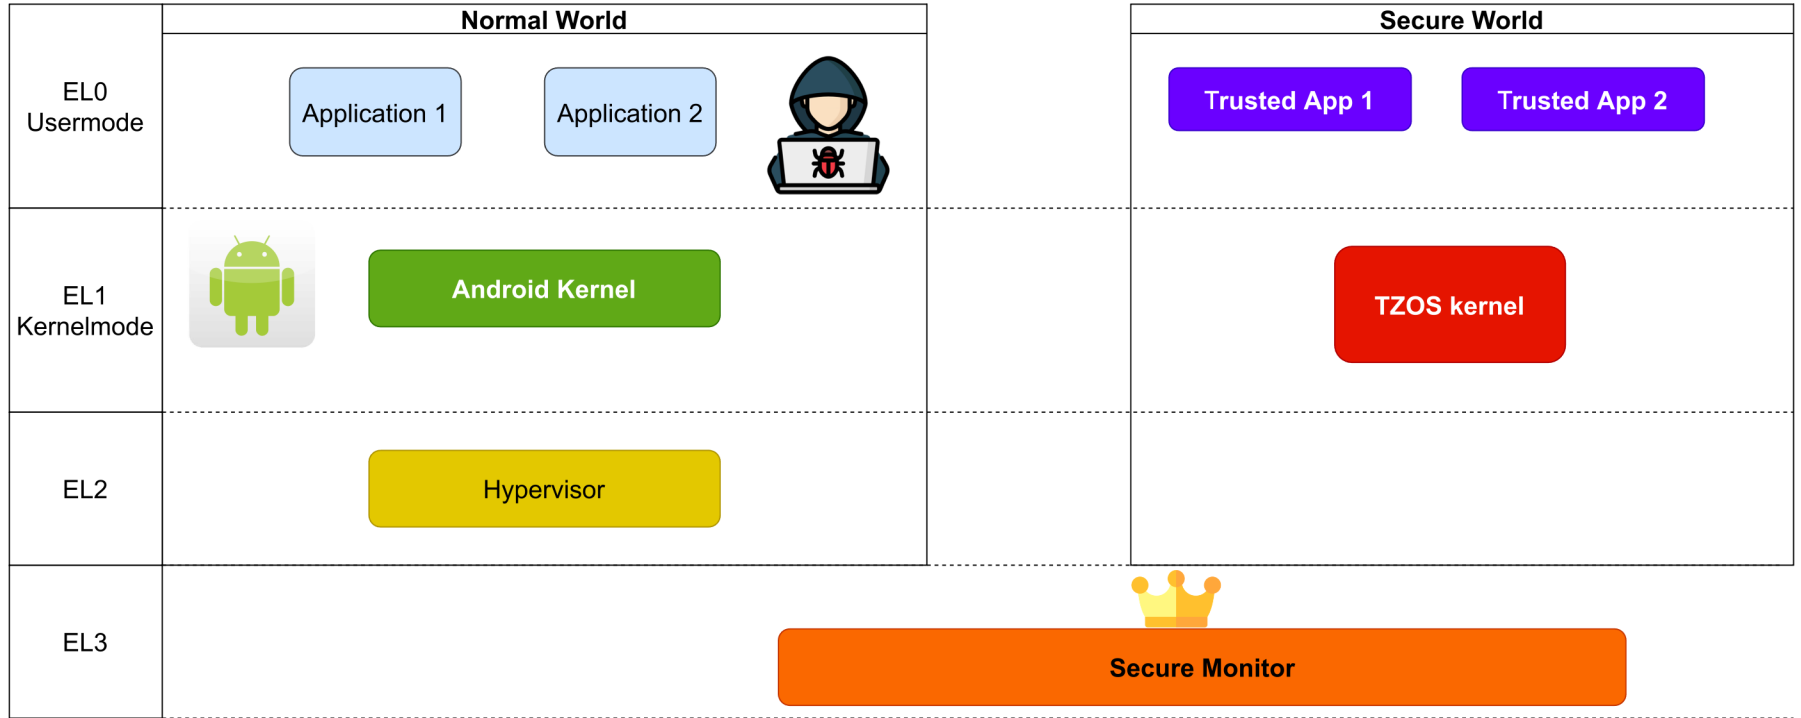 Normal World
Secure World
EL0
Usermode
Application 1
Application 2
Trusted App 1
Trusted App 2
EL1
Kernelmode
Android Kernel
TZOS kernel
EL2
Hypervisor
EL3
Secure Monitor